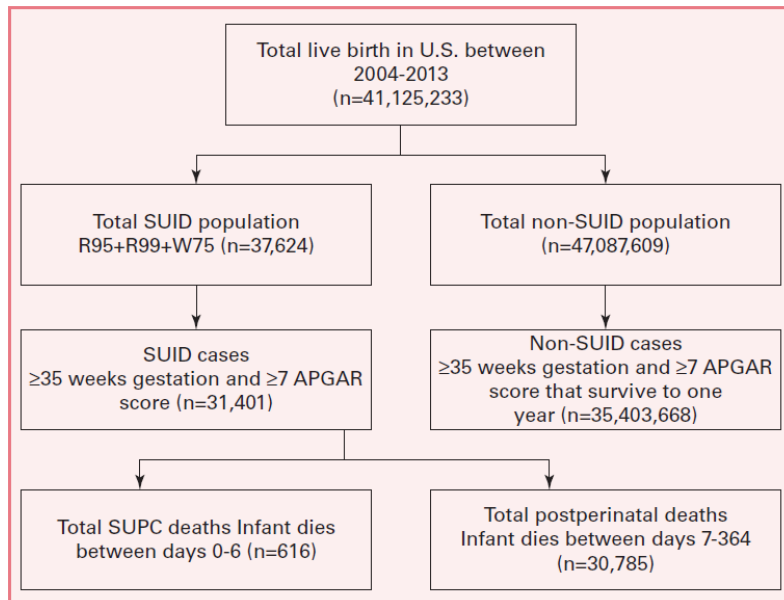 Total live birth in U.S. between
2004-2013
(n=41,125,233)
Total SUID population
R95+R99+W75 (n=37,624)
Total non-SUID population
(n=47,087,609)
SUID cases
≥35 weeks gestation and ≥7 APGAR
score (n=31,401)
Non-SUID cases
≥35 weeks gestation and ≥7 APGAR
score that survive to one
year (n=35,403,668)
Total SUPC deaths Infant dies
between days 0-6 (n=616)
Total postperinatal deaths
Infant dies between days 7-364
(n=30,785)